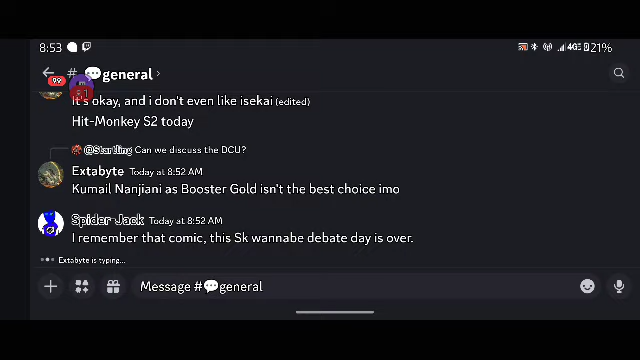 8:53
4G 21%
99
# 💬general
It's okay, and i don't even like isekai (edited)
Hit-Monkey S2 today
@Startling Can we discuss the DCU?
Extabyte Today at 8:52 AM
Kumail Nanjiani as Booster Gold isn't the best choice imo
Spider Jack Today at 8:52 AM
I remember that comic, this Sk wannabe debate day is over.
Extabyte is typing...
Message #💬general